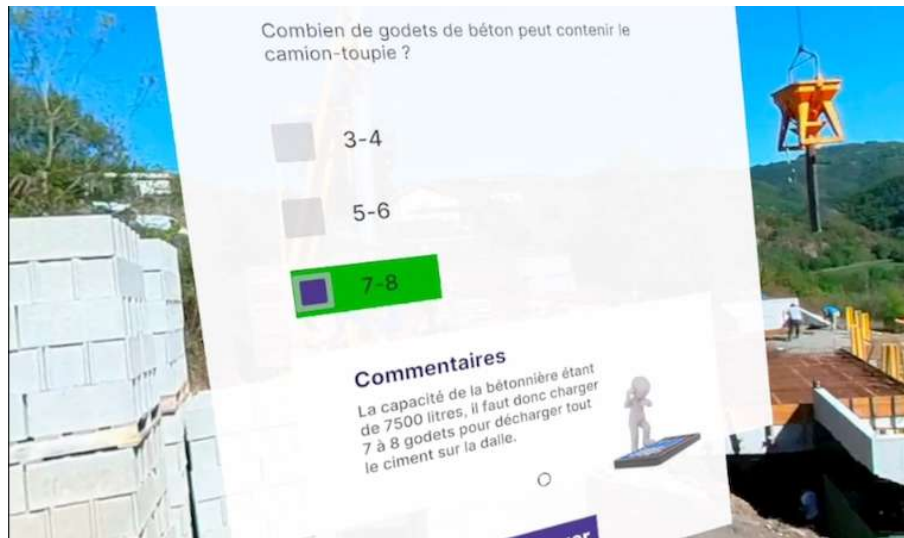 Combien de godets de béton peut contenir le
camion-toupie ?
3-4
5-6
7-8
Commentaires
La capacité de la bétonnière étant
de 7500 litres, il faut donc charger
7 à 8 godets pour décharger tout
le ciment sur la dalle.